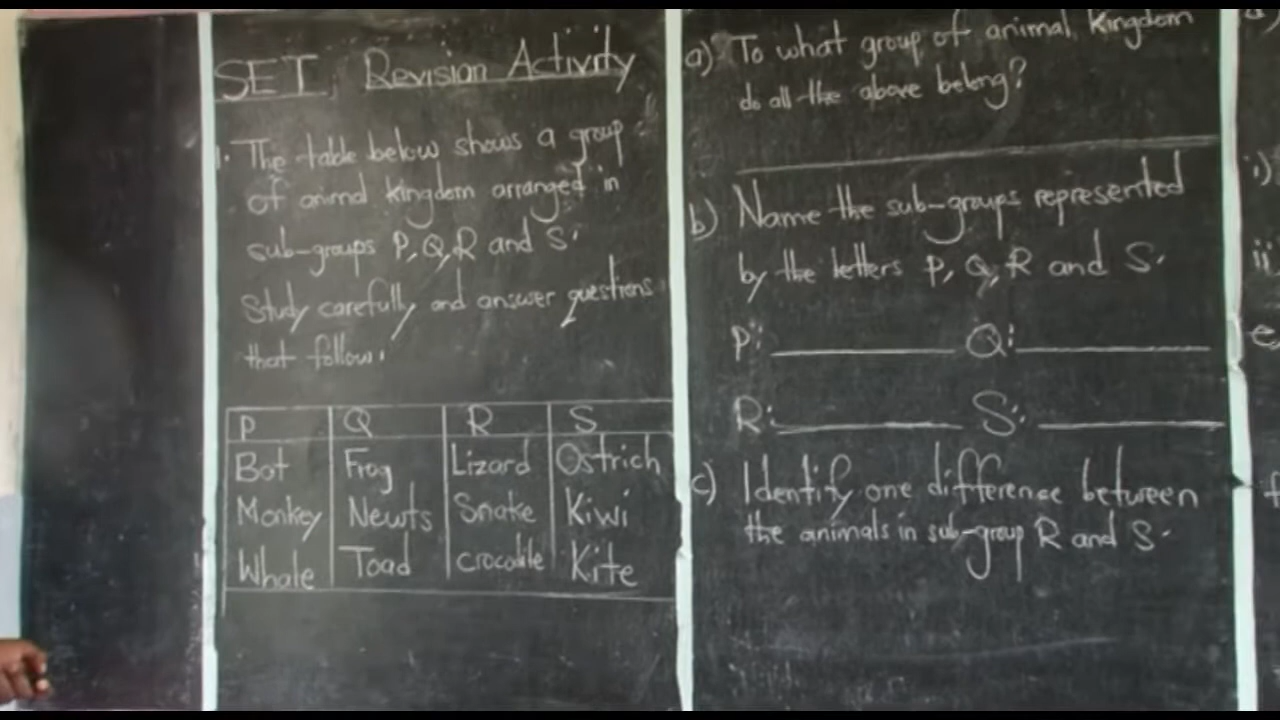 SET, Revision Activity
1. The table below shows a group
of animal kingdom arranged in
sub-groups P, Q, R and S.
Study carefully and answer questions
that follow.
P Q R S
Bat Frog Lizard Ostrich
Monkey Newts Snake Kiwi
Whale Toad crocodile Kite
a) To what group of animal kingdom
do all the above belong?
b) Name the sub-groups represented
by the letters P, Q, R and S.
P: Q:
R: S:
c) Identify one difference between
the animals in sub-group R and S.
i)
ii
e,
f